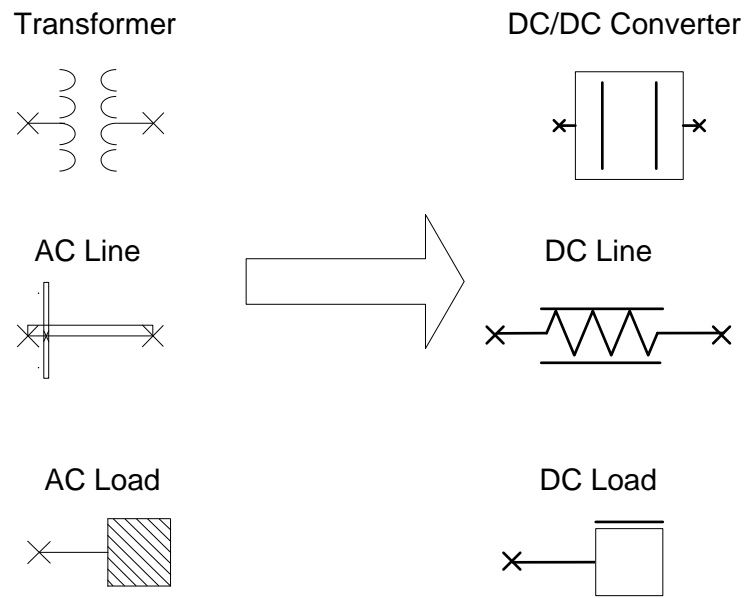 Transformer
DC/DC Converter
AC Line
DC Line
AC Load
DC Load